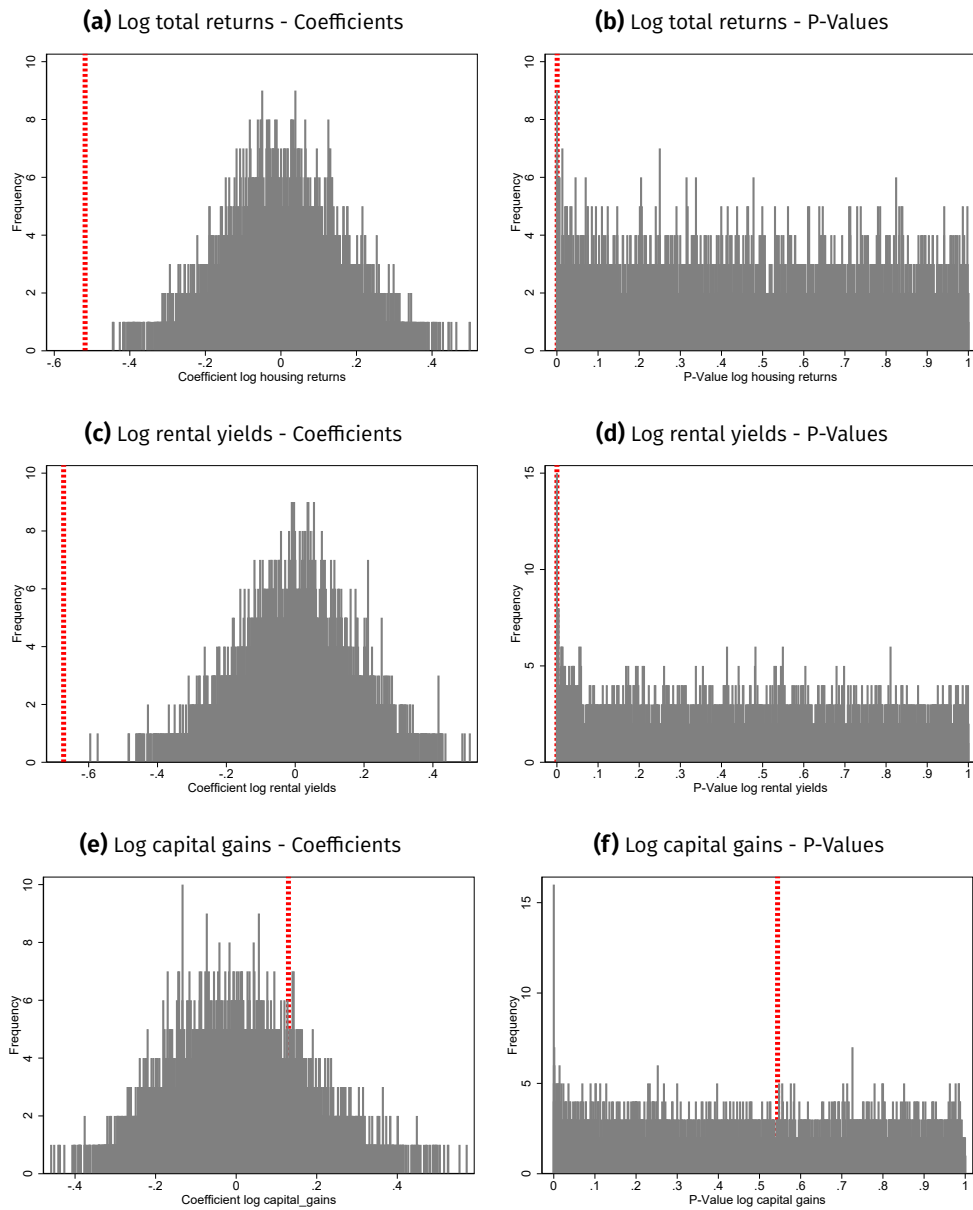 (a) Log total returns - Coefficients
Frequency
0 2 4 6 8 10
-.6 -.4 -.2 0 .2 .4
Coefficient log housing returns
(b) Log total returns - P-Values
Frequency
0 2 4 6 8 10
0 .1 .2 .3 .4 .5 .6 .7 .8 .9 1
P-Value log housing returns
(c) Log rental yields - Coefficients
Frequency
0 2 4 6 8 10
-.6 -.4 -.2 0 .2 .4
Coefficient log rental yields
(d) Log rental yields - P-Values
Frequency
0 5 10 15
0 .1 .2 .3 .4 .5 .6 .7 .8 .9 1
P-Value log rental yields
(e) Log capital gains - Coefficients
Frequency
0 2 4 6 8 10
-.4 -.2 0 .2 .4
Coefficient log capital_gains
(f) Log capital gains - P-Values
Frequency
0 5 10 15
0 .1 .2 .3 .4 .5 .6 .7 .8 .9 1
P-Value log capital gains